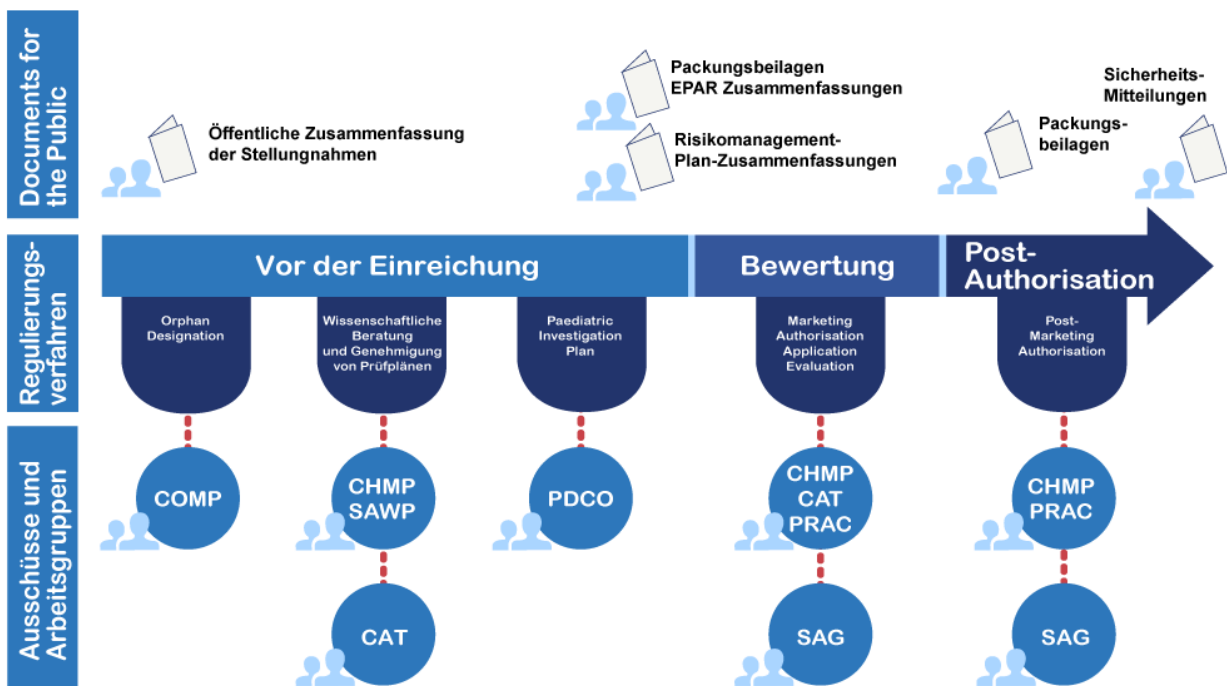 Documents for
the Public
Öffentliche Zusammenfassung
der Stellungnahmen
Packungsbeilagen
EPAR Zusammenfassungen
Risikomanagement-
Plan-Zusammenfassungen
Packungs-
beilagen
Sicherheits-
Mitteilungen
Regulierungs-
verfahren
Vor der Einreichung
Bewertung
Post-
Authorisation
Orphan
Designation
Wissenschaftliche
Beratung
und Genehmigung
von Prüfplänen
Paediatric
Investigation
Plan
Marketing
Authorisation
Application
Evaluation
Post-
Marketing
Authorisation
Ausschüsse und
Arbeitsgruppen
COMP
CHMP
SAWP
PDCO
CHMP
CAT
PRAC
CHMP
PRAC
CAT
SAG
SAG